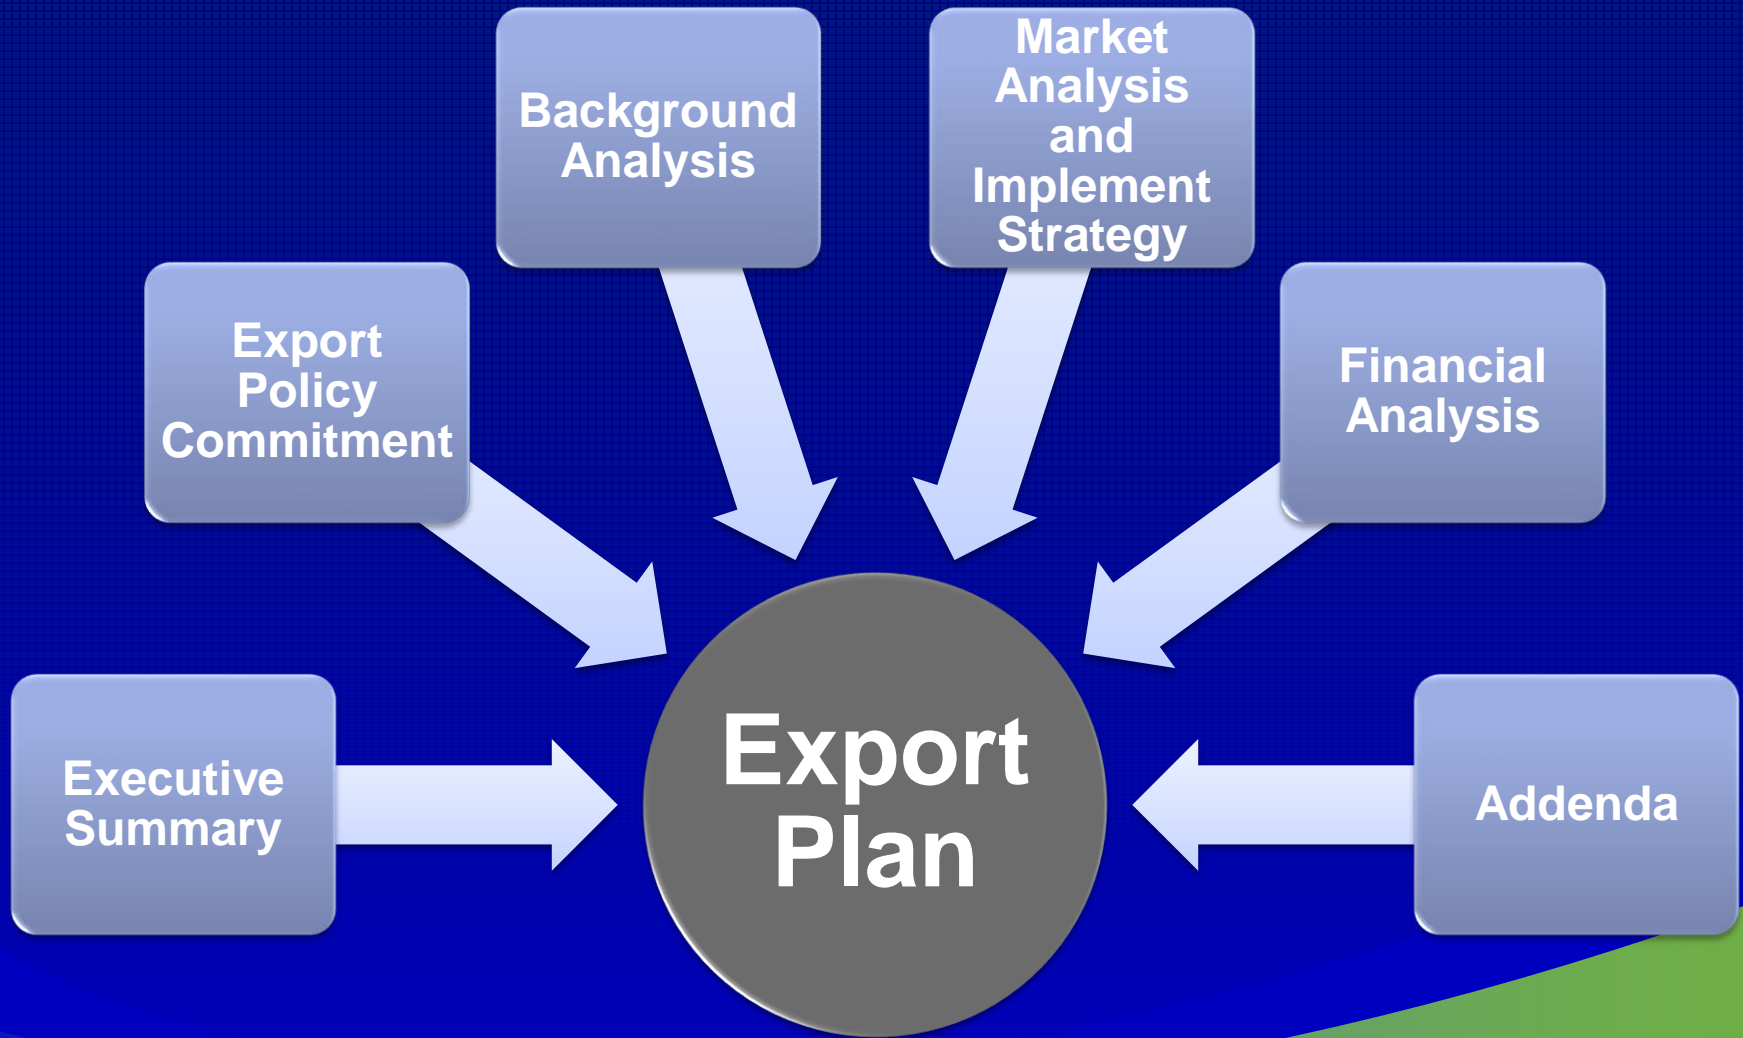 Market
Analysis
and
Implement
Strategy
Background
Analysis
Export
Policy
Commitment
Financial
Analysis
Executive
Summary
Export
Plan
Addenda